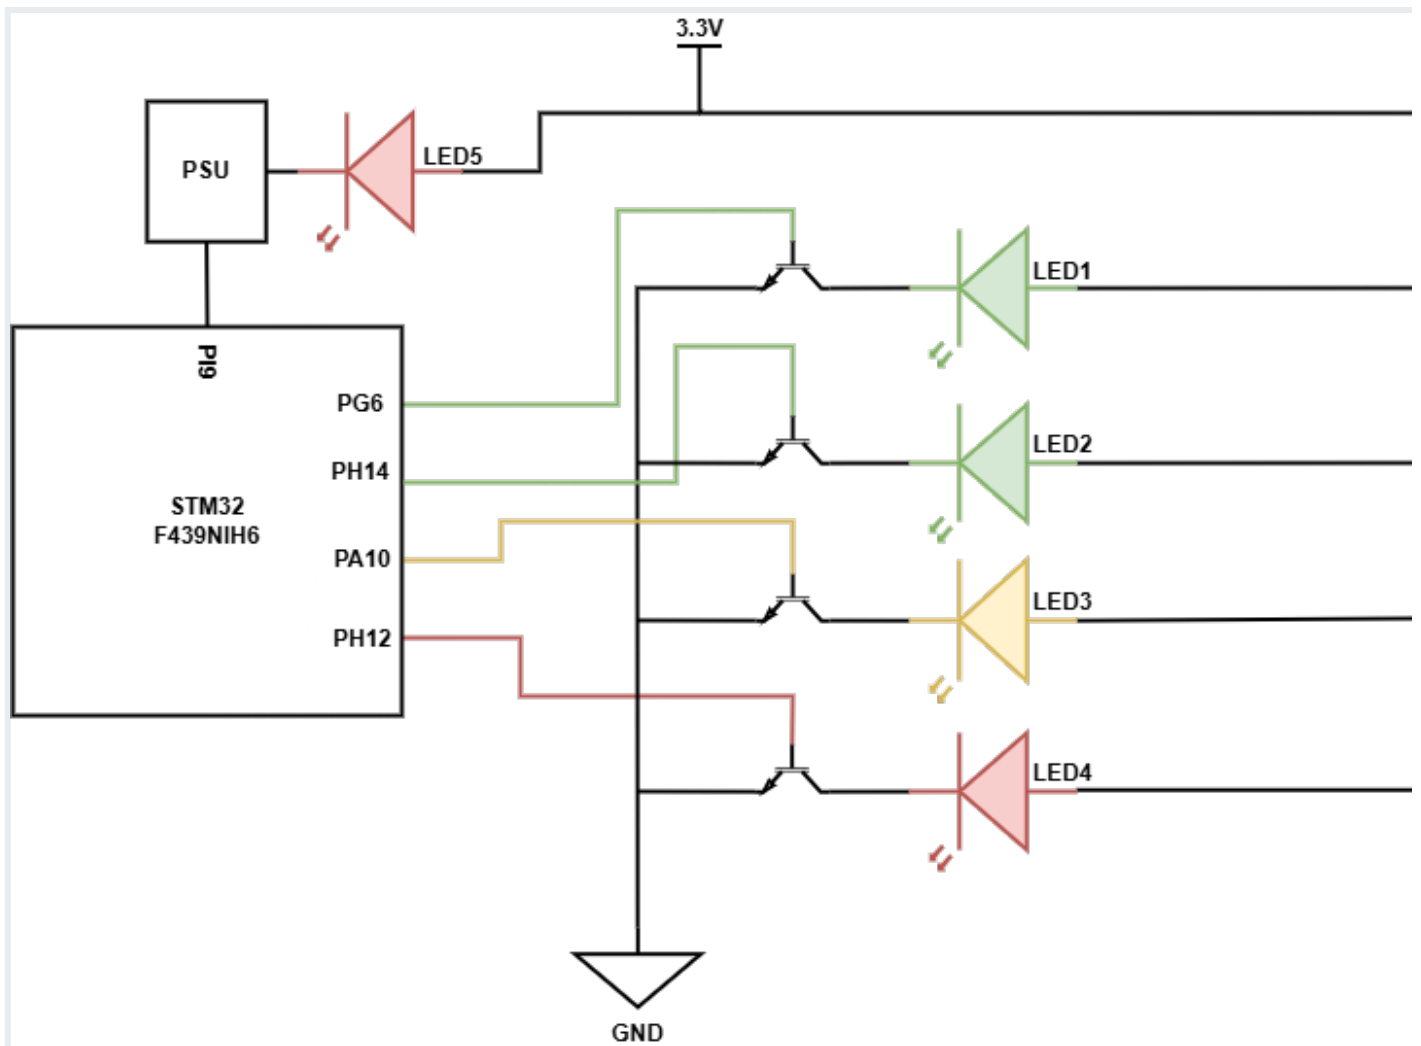 3.3V
PSU
LED5
LED1
PI9
PG6
LED2
PH14
STM32
F439NIH6
PA10
LED3
PH12
LED4
GND